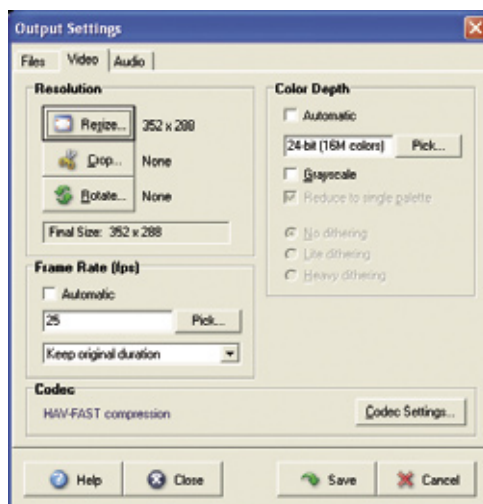 Output Settings
Files Video Audio
Resolution
Resize... 352 x 288
Crop... None
Rotate... None
Final Size: 352 x 288
Frame Rate (fps)
Automatic
25 Pick...
Keep original duration
Color Depth
Automatic
24-bit (16M colors) Pick...
Grayscale
Reduce to single palette
No dithering
Lite dithering
Heavy dithering
Codec
HAV-FAST compression Codec Settings...
Help Close Save Cancel